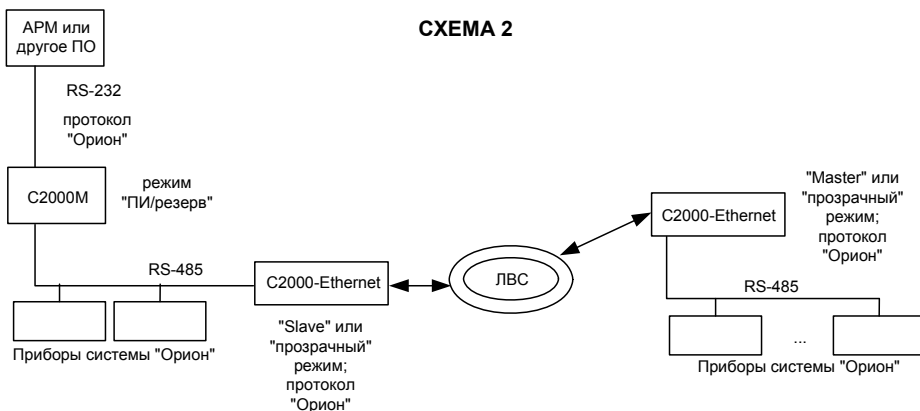 СХЕМА 2
АРМ или
другое ПО
RS-232
протокол
"Орион"
С2000М
режим
"ПИ/резерв"
RS-485
С2000-Ethernet
"Slave" или
"прозрачный"
режим;
протокол
"Орион"
Приборы системы "Орион"
ЛВС
С2000-Ethernet
"Master" или
"прозрачный"
режим;
протокол
"Орион"
RS-485
...
Приборы системы "Орион"